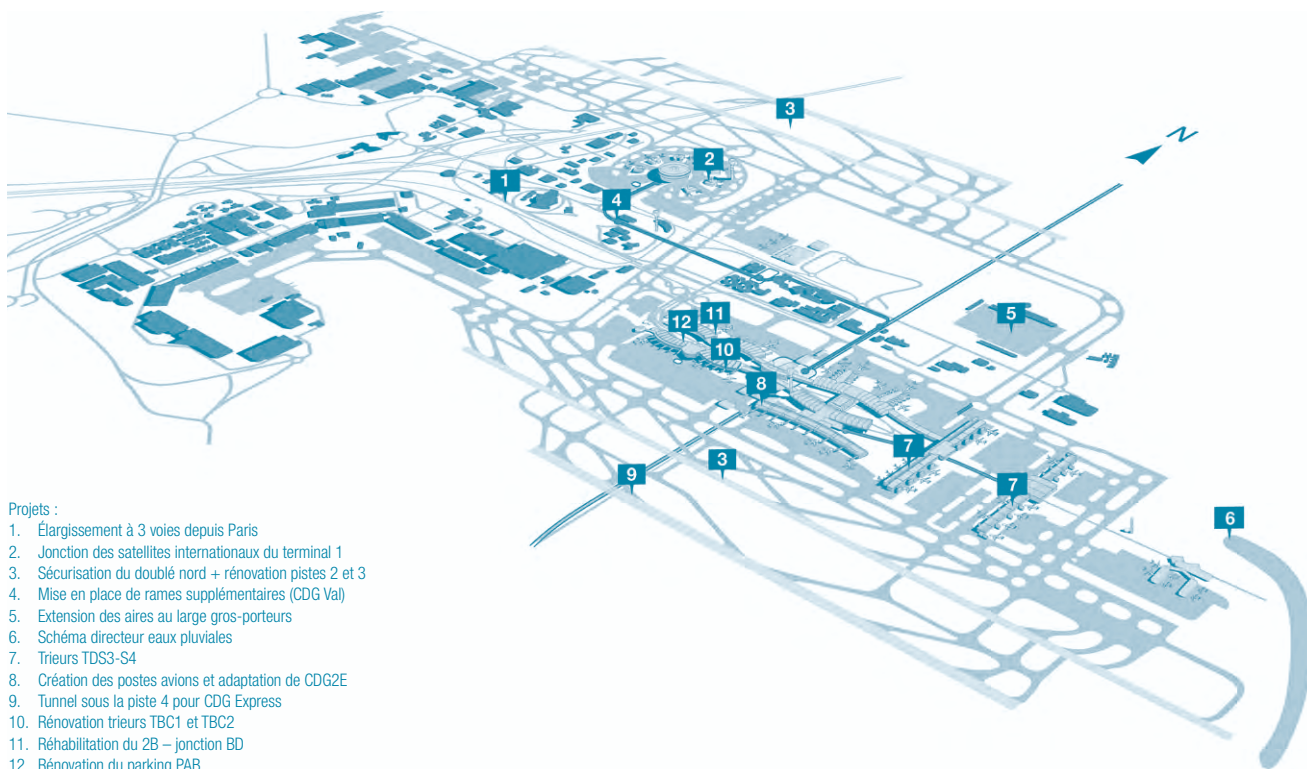 3
N
2
1
4
5
11
12
10
8
7
3
7
9
6
Projets :
1. Élargissement à 3 voies depuis Paris
2. Jonction des satellites internationaux du terminal 1
3. Sécurisation du doublé nord + rénovation pistes 2 et 3
4. Mise en place de rames supplémentaires (CDG Val)
5. Extension des aires au large gros-porteurs
6. Schéma directeur eaux pluviales
7. Trieurs TDS3-S4
8. Création des postes avions et adaptation de CDG2E
9. Tunnel sous la piste 4 pour CDG Express
10. Rénovation trieurs TBC1 et TBC2
11. Réhabilitation du 2B – jonction BD
12. Rénovation du parking PAB